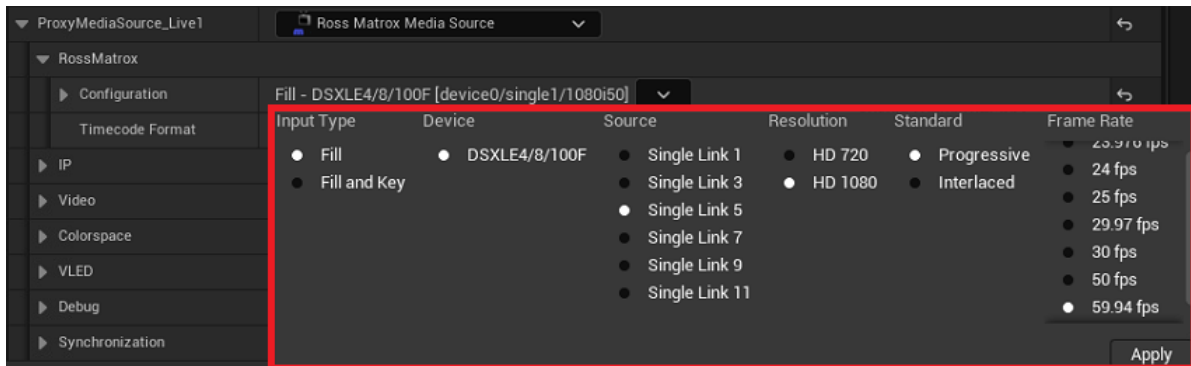 ProxyMediaSource_Live1 Ross Matrox Media Source
RossMatrox
Configuration Fill - DSXLE4/8/100F [device0/single1/1080i50]
Timecode Format
Input Type Device Source Resolution Standard Frame Rate
23.976 fps
Fill DSXLE4/8/100F Single Link 1 HD 720 Progressive 24 fps
Fill and Key Single Link 3 HD 1080 Interlaced 25 fps
Single Link 5 29.97 fps
Single Link 7 30 fps
Single Link 9 50 fps
Single Link 11 59.94 fps
IP
Video
Colorspace
VLED
Debug
Synchronization
Apply